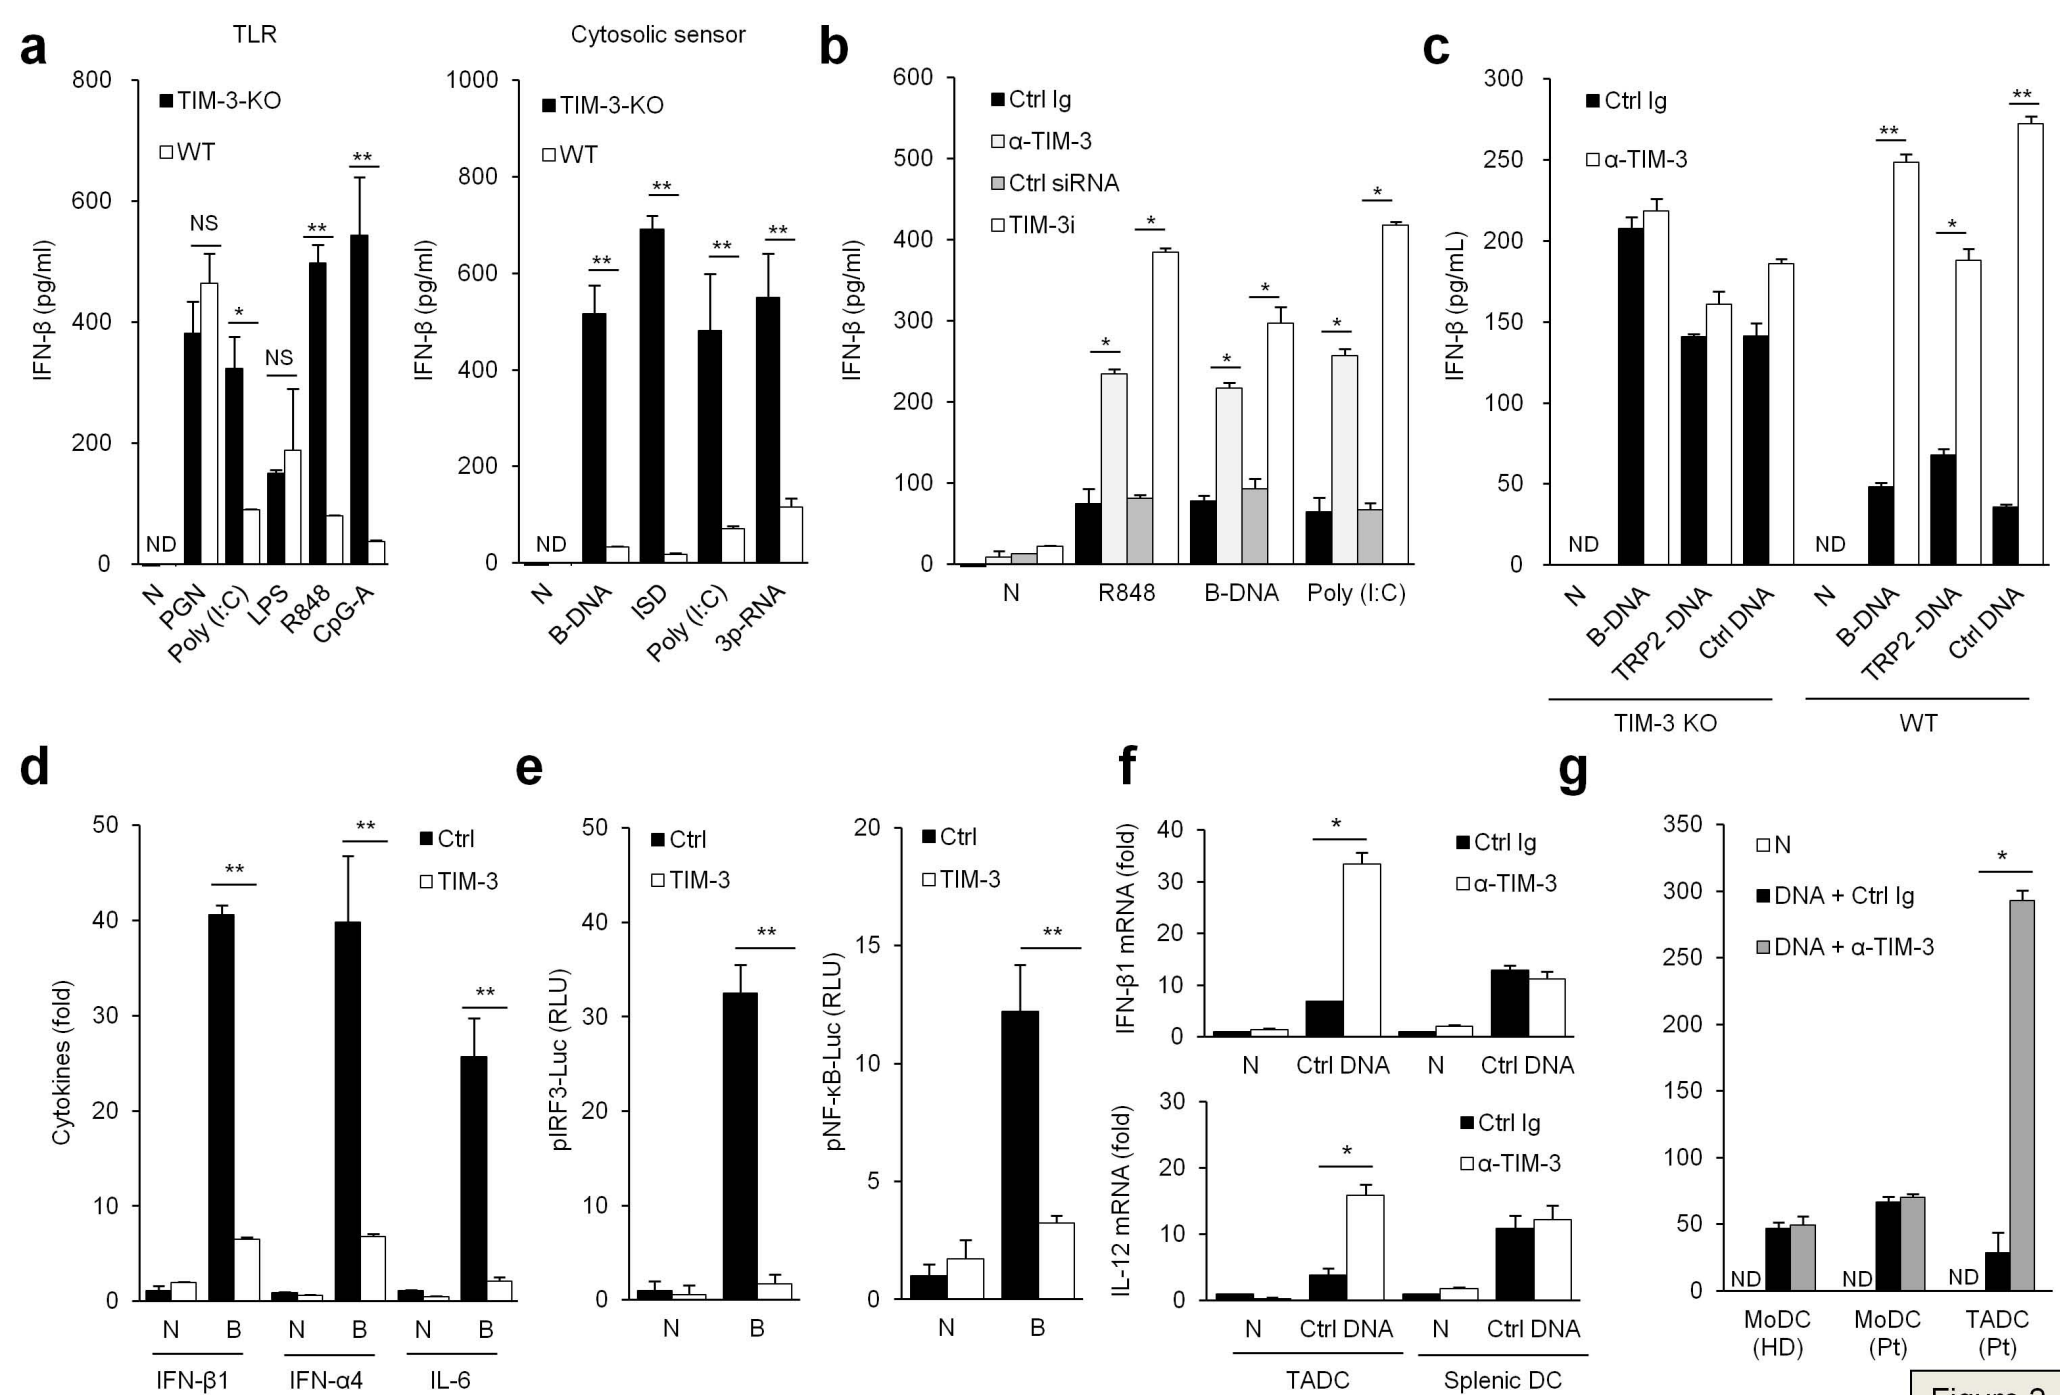 a
TLR
Cytosolic sensor
800
600
400
200
0
IFN-β (pg/ml)
TIM-3-KO
WT
ND
NS
*
NS
**
**
N
PGN
Poly (I:C)
LPS
R848
CpG-A
1000
800
600
400
200
0
IFN-β (pg/ml)
TIM-3-KO
WT
ND
**
**
**
**
N
B-DNA
ISD
Poly (I:C)
3p-RNA
b
600
500
400
300
200
100
0
IFN-β (pg/ml)
Ctrl Ig
α-TIM-3
Ctrl siRNA
TIM-3i
*
*
*
*
*
*
N
R848
B-DNA
Poly (I:C)
c
300
250
200
150
100
50
0
IFN-β (pg/mL)
Ctrl Ig
α-TIM-3
ND
ND
**
*
**
N
B-DNA
TRP2 -DNA
Ctrl DNA
N
B-DNA
TRP2 -DNA
Ctrl DNA
TIM-3 KO
WT
d
50
40
30
20
10
0
Cytokines (fold)
Ctrl
TIM-3
**
**
**
N
B
N
B
N
B
IFN-β1
IFN-α4
IL-6
e
50
40
30
20
10
0
pIRF3-Luc (RLU)
Ctrl
TIM-3
**
N
B
20
15
10
5
0
pNF-κB-Luc (RLU)
Ctrl
TIM-3
**
N
B
f
40
30
20
10
0
IFN-β1 mRNA (fold)
Ctrl Ig
α-TIM-3
*
N
Ctrl DNA
N
Ctrl DNA
30
20
10
0
IL-12 mRNA (fold)
Ctrl Ig
α-TIM-3
*
N
Ctrl DNA
N
Ctrl DNA
TADC
Splenic DC
g
350
300
250
200
150
100
50
0
N
DNA + Ctrl Ig
DNA + α-TIM-3
*
ND
ND
ND
MoDC
(HD)
MoDC
(Pt)
TADC
(Pt)